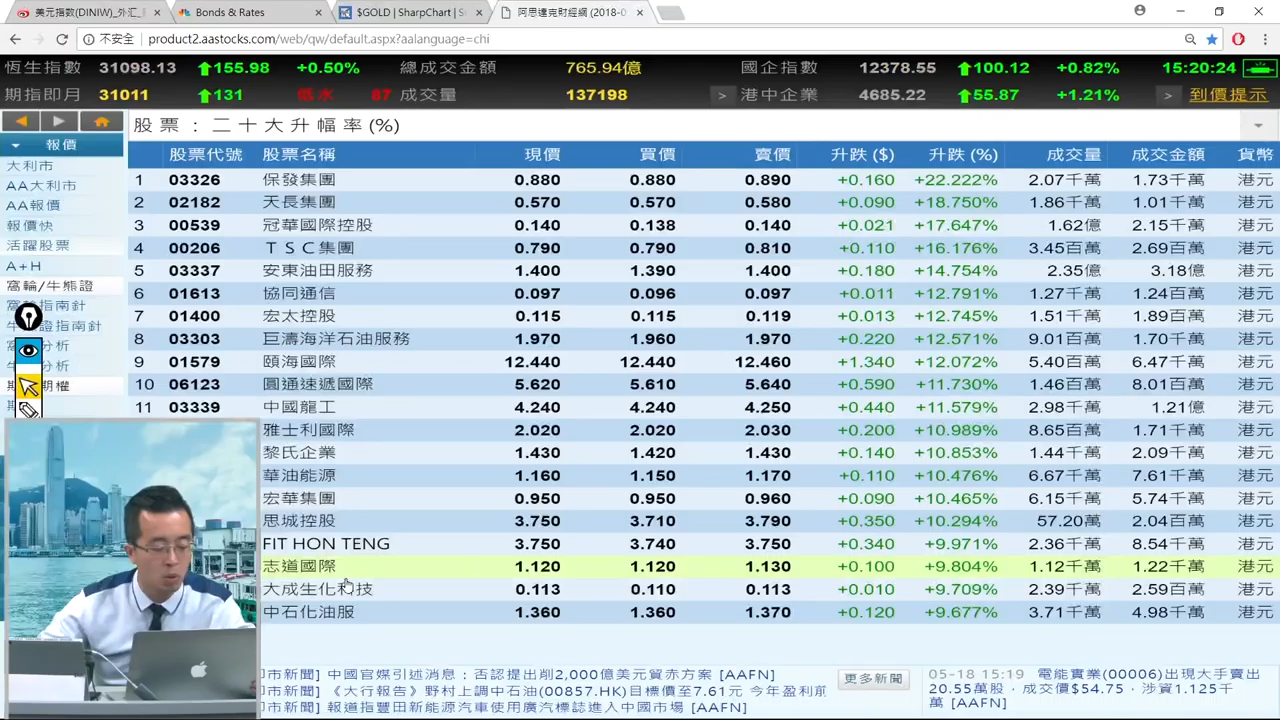 美元指数(DINIW)_外汇_
Bonds & Rates
$GOLD | SharpChart | S
阿思達克財經網 (2018-0
不安全 product2.aastocks.com/web/qw/default.aspx?aalanguage=chi
恆生指數 31098.13 155.98 +0.50% 總成交金額 765.94億 國企指數 12378.55 100.12 +0.82% 15:20:24
期指即月 31011 131 低水 87 成交量 137198 > 港中企業 4685.22 55.87 +1.21% > 到價提示
股票：二十大升幅率(%)
報價
大利市
AA大利市
AA報價
報價快
活躍股票
A+H
窩輪/牛熊證
窩輪指南針
證指南針
分析
分析
期權
股票代號 股票名稱 現價 買價 賣價 升跌($) 升跌(%) 成交量 成交金額 貨幣
1 03326 保發集團 0.880 0.880 0.890 +0.160 +22.222% 2.07千萬 1.73千萬 港元
2 02182 天長集團 0.570 0.570 0.580 +0.090 +18.750% 1.86千萬 1.01千萬 港元
3 00539 冠華國際控股 0.140 0.138 0.140 +0.021 +17.647% 1.62億 2.15千萬 港元
4 00206 ＴＳＣ集團 0.790 0.790 0.810 +0.110 +16.176% 3.45百萬 2.69百萬 港元
5 03337 安東油田服務 1.400 1.390 1.400 +0.180 +14.754% 2.35億 3.18億 港元
6 01613 協同通信 0.097 0.096 0.097 +0.011 +12.791% 1.27千萬 1.24百萬 港元
7 01400 宏太控股 0.115 0.115 0.119 +0.013 +12.745% 1.51千萬 1.89百萬 港元
8 03303 巨濤海洋石油服務 1.970 1.960 1.970 +0.220 +12.571% 9.01百萬 1.70千萬 港元
9 01579 頤海國際 12.440 12.440 12.460 +1.340 +12.072% 5.40百萬 6.47千萬 港元
10 06123 圓通速遞國際 5.620 5.610 5.640 +0.590 +11.730% 1.46百萬 8.01百萬 港元
11 03339 中國龍工 4.240 4.240 4.250 +0.440 +11.579% 2.98千萬 1.21億 港元
雅士利國際 2.020 2.020 2.030 +0.200 +10.989% 8.65百萬 1.71千萬 港元
黎氏企業 1.430 1.420 1.430 +0.140 +10.853% 1.44千萬 2.09千萬 港元
華油能源 1.160 1.150 1.170 +0.110 +10.476% 6.67千萬 7.61千萬 港元
宏華集團 0.950 0.950 0.960 +0.090 +10.465% 6.15千萬 5.74千萬 港元
思城控股 3.750 3.710 3.790 +0.350 +10.294% 57.20萬 2.04百萬 港元
FIT HON TENG 3.750 3.740 3.750 +0.340 +9.971% 2.36千萬 8.54千萬 港元
志道國際 1.120 1.120 1.130 +0.100 +9.804% 1.12千萬 1.22千萬 港元
大成生化科技 0.113 0.110 0.113 +0.010 +9.709% 2.39千萬 2.59百萬 港元
中石化油服 1.360 1.360 1.370 +0.120 +9.677% 3.71千萬 4.98千萬 港元
市新聞] 中國官媒引述消息：否認提出削2,000億美元貿赤方案 [AAFN]
市新聞] 《大行報告》野村上調中石油(00857.HK)目標價至7.61元 今年盈利
市新聞] 報道指豐田新能源汽車使用廣汽標誌進入中國市場 [AAFN]
更多新聞
05-18 15:19 電能實業(00006)出現大手賣出
20.55萬股，成交價$54.75，涉資1.125千
萬 [AAFN]